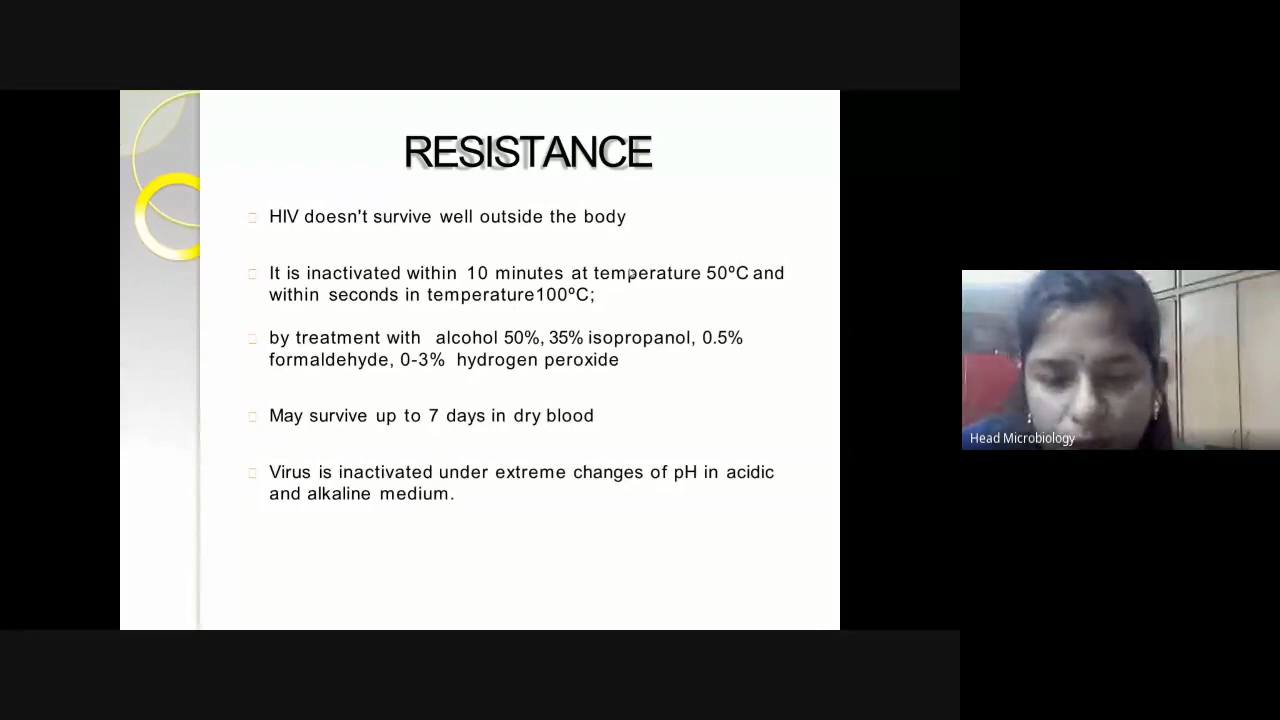 RESISTANCE
HIV doesn't survive well outside the body
It is inactivated within 10 minutes at temperature 50ºC and
within seconds in temperature100ºC;
by treatment with alcohol 50%, 35% isopropanol, 0.5%
formaldehyde, 0-3% hydrogen peroxide
May survive up to 7 days in dry blood
Virus is inactivated under extreme changes of pH in acidic
and alkaline medium.
Head Microbiology